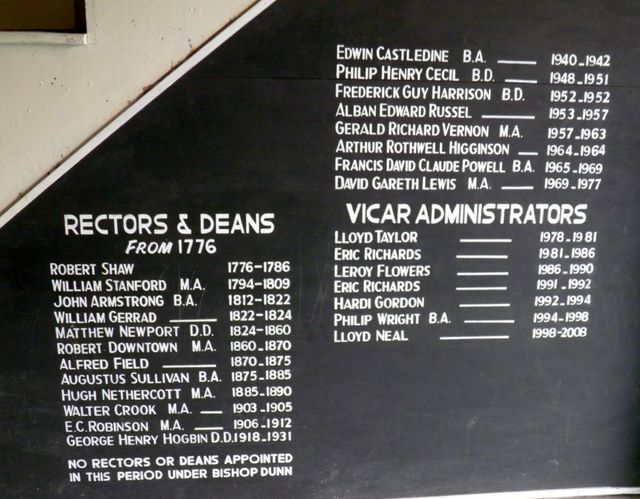 RECTORS & DEANS
FROM 1776
ROBERT SHAW 1776-1786
WILLIAM STANFORD M.A. 1794-1809
JOHN ARMSTRONG B.A. 1812-1822
WILLIAM GERRAD 1822-1824
MATTHEW NEWPORT D.D. 1824-1860
ROBERT DOWNTOWN M.A. 1860-1870
ALFRED FIELD 1870-1875
AUGUSTUS SULLIVAN B.A. 1875-1885
HUGH NETHERCOTT M.A. 1885-1890
WALTER CROOK M.A. 1903-1905
E.C. ROBINSON M.A. 1906-1912
GEORGE HENRY HOGBIN D.D. 1918-1931
NO RECTORS OR DEANS APPOINTED
IN THIS PERIOD UNDER BISHOP DUNN
EDWIN CASTLEDINE B.A. 1940-1942
PHILIP HENRY CECIL B.D. 1948-1951
FREDERICK GUY HARRISON B.D. 1952-1952
ALBAN EDWARD RUSSEL 1953-1957
GERALD RICHARD VERNON M.A. 1957-1963
ARTHUR ROTHWELL HIGGINSON 1964-1964
FRANCIS DAVID CLAUDE POWELL B.A. 1965-1969
DAVID GARETH LEWIS M.A. 1969-1977
VICAR ADMINISTRATORS
LLOYD TAYLOR 1978-1981
ERIC RICHARDS 1981-1986
LEROY FLOWERS 1986-1990
ERIC RICHARDS 1991-1992
HARDI GORDON 1992-1994
PHILIP WRIGHT B.A. 1994-1998
LLOYD NEAL 1998-2008